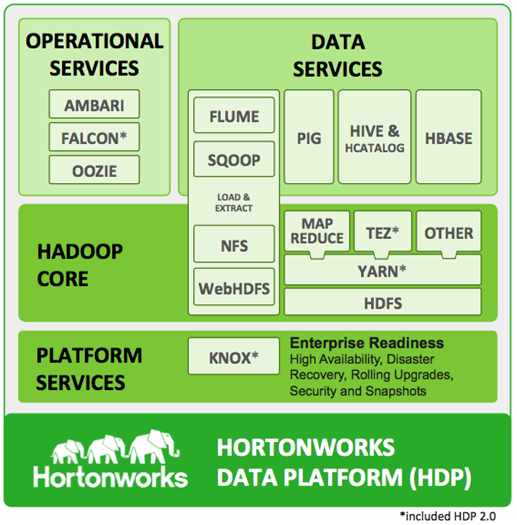 OPERATIONAL
SERVICES
AMBARI
FALCON*
OOZIE
DATA
SERVICES
FLUME
SQOOP
LOAD &
EXTRACT
NFS
WebHDFS
PIG
HIVE &
HCATALOG
HBASE
HADOOP
CORE
MAP
REDUCE
TEZ*
OTHER
YARN*
HDFS
PLATFORM
SERVICES
KNOX*
Enterprise Readiness
High Availability, Disaster
Recovery, Rolling Upgrades,
Security and Snapshots
Hortonworks
HORTONWORKS
DATA PLATFORM (HDP)
*included HDP 2.0